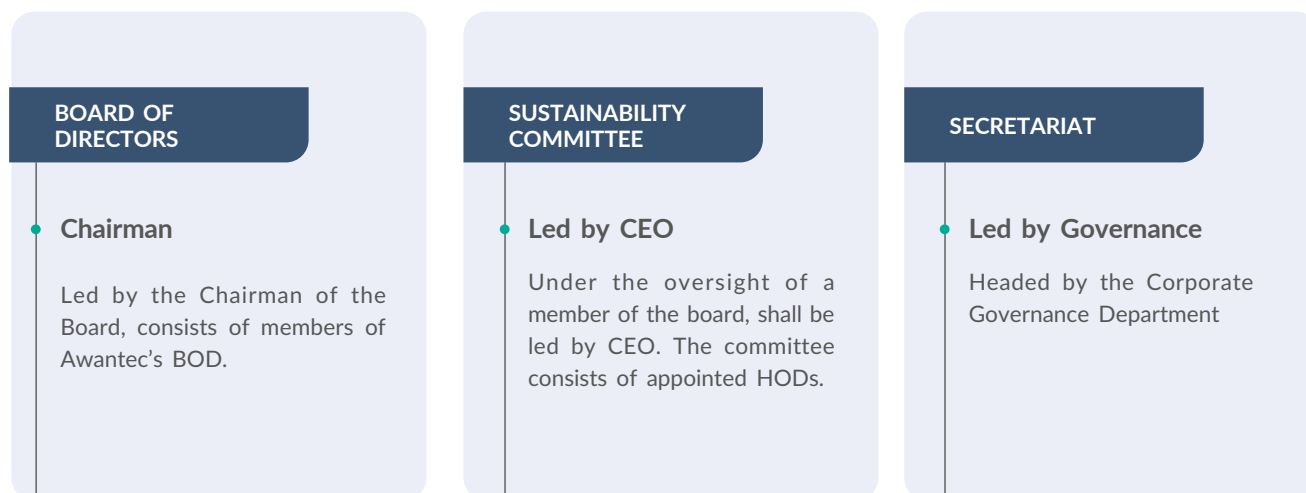 BOARD OF
DIRECTORS
Chairman
Led by the Chairman of the
Board, consists of members of
Awantec’s BOD.
SUSTAINABILITY
COMMITTEE
Led by CEO
Under the oversight of a
member of the board, shall be
led by CEO. The committee
consists of appointed HODs.
SECRETARIAT
Led by Governance
Headed by the Corporate
Governance Department